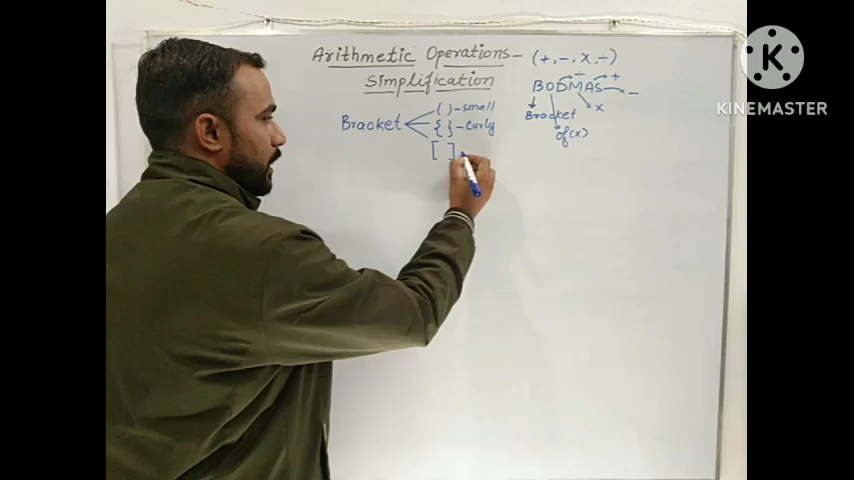 Arithmetic Operations- (+, -, x, ÷)
Simplification
BODMAS
÷ +
-
x
Bracket
of(x)
Bracket
( ) - small
{ } - Curly
[ ]
K
KINEMASTER